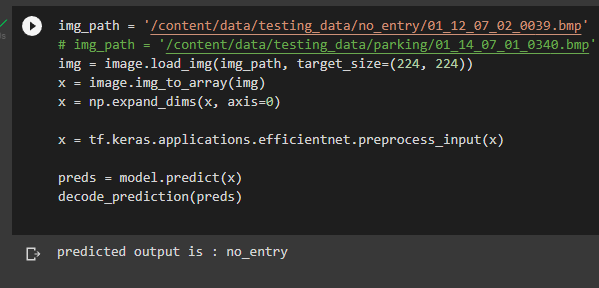 img_path = '/content/data/testing_data/no_entry/01_12_07_02_0039.bmp'
# img_path = '/content/data/testing_data/parking/01_14_07_01_0340.bmp'
img = image.load_img(img_path, target_size=(224, 224))
x = image.img_to_array(img)
x = np.expand_dims(x, axis=0)
x = tf.keras.applications.efficientnet.preprocess_input(x)
preds = model.predict(x)
decode_prediction(preds)
predicted output is : no_entry